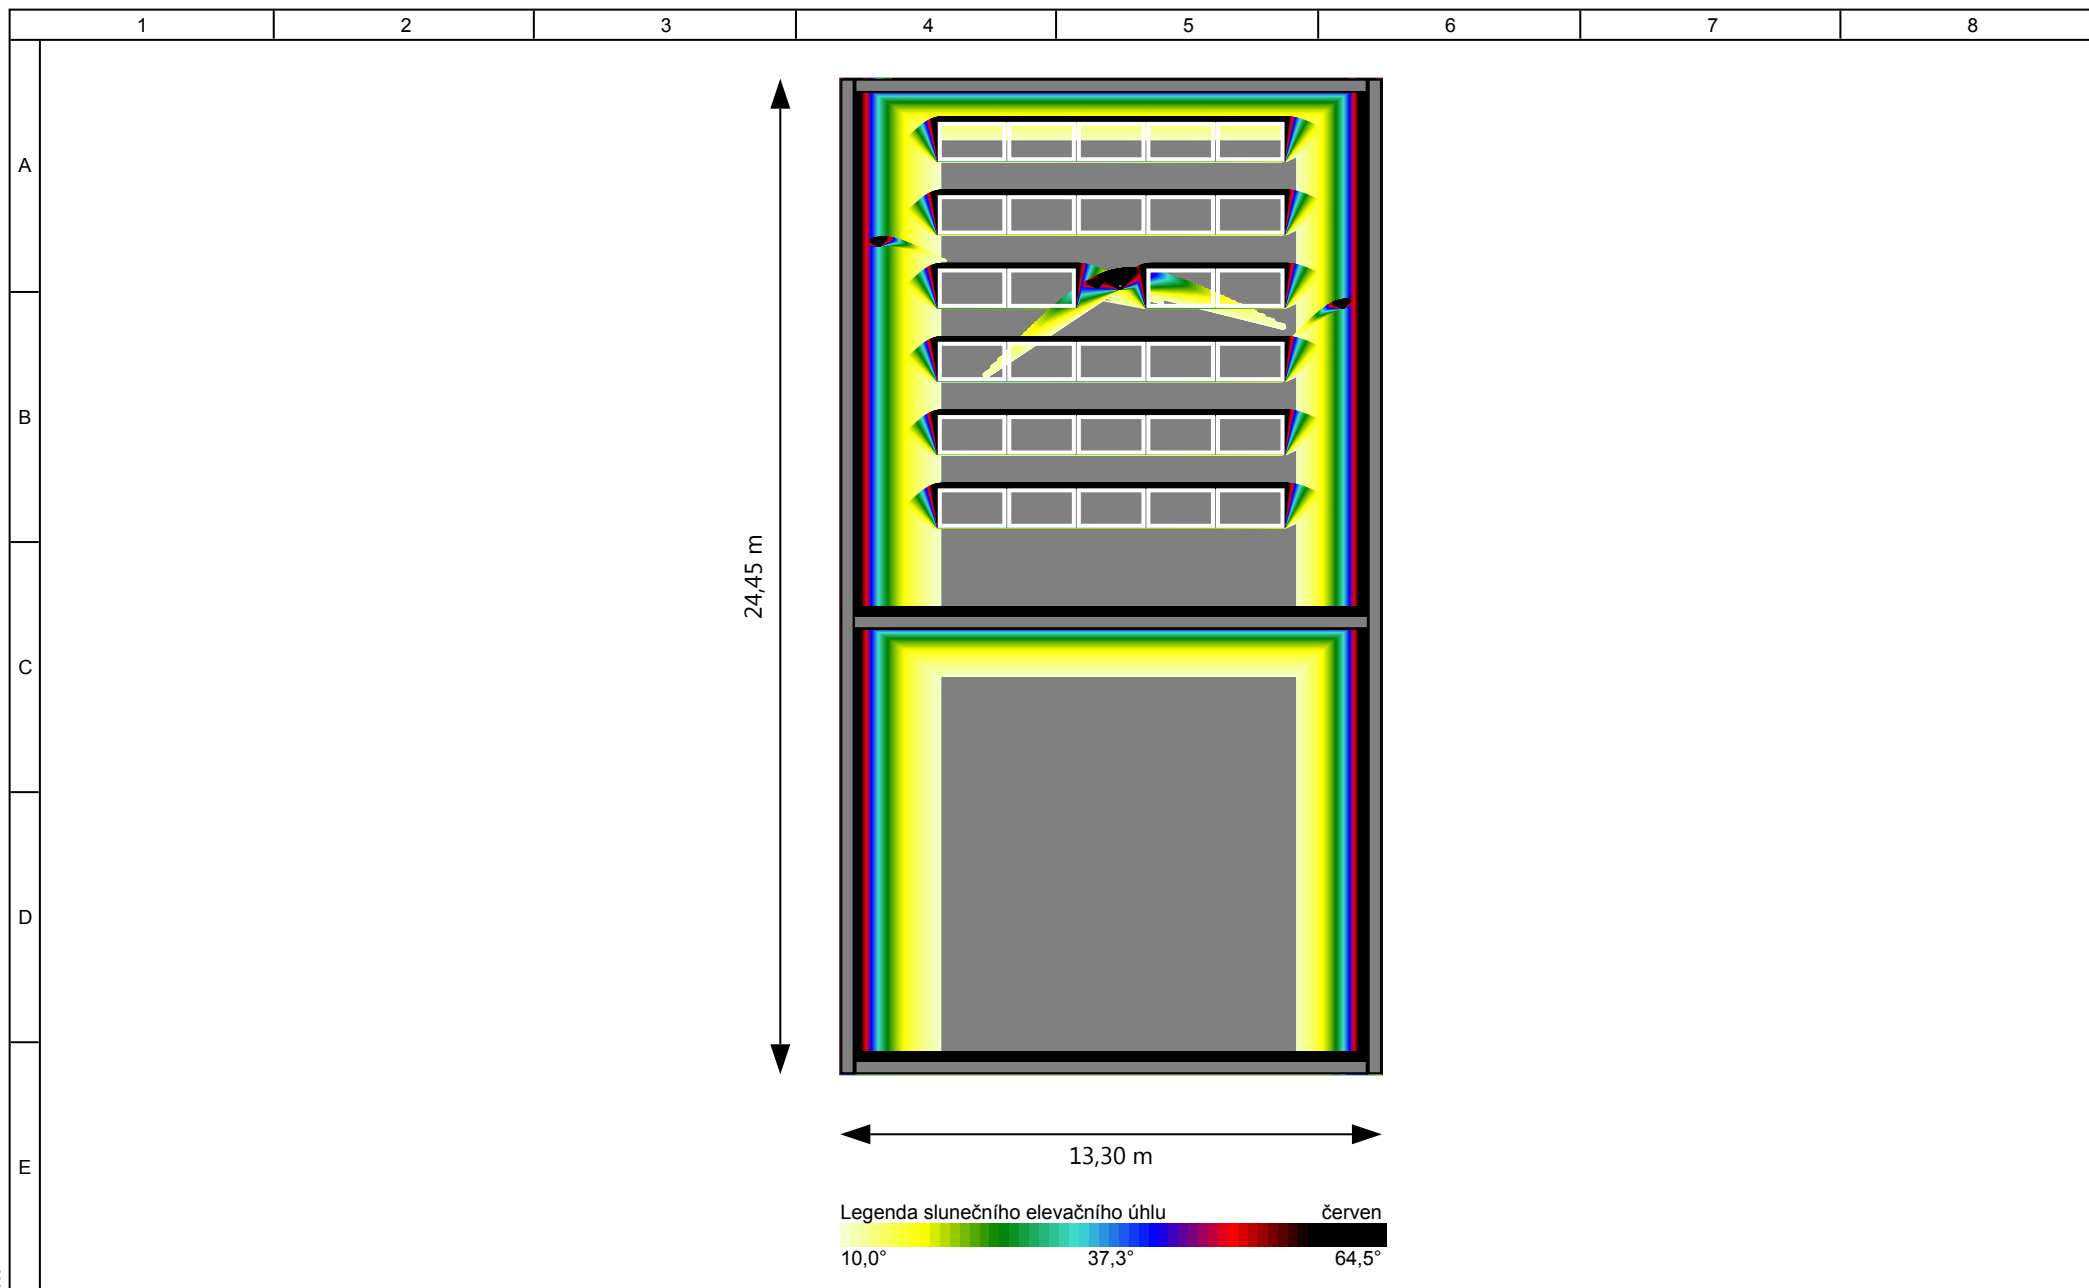 1 2 3 4 5 6 7 8
A
B
24,45 m
C
D
E
13,30 m
Legenda slunečního elevačního úhlu červen
10,0° 37,3° 64,5°